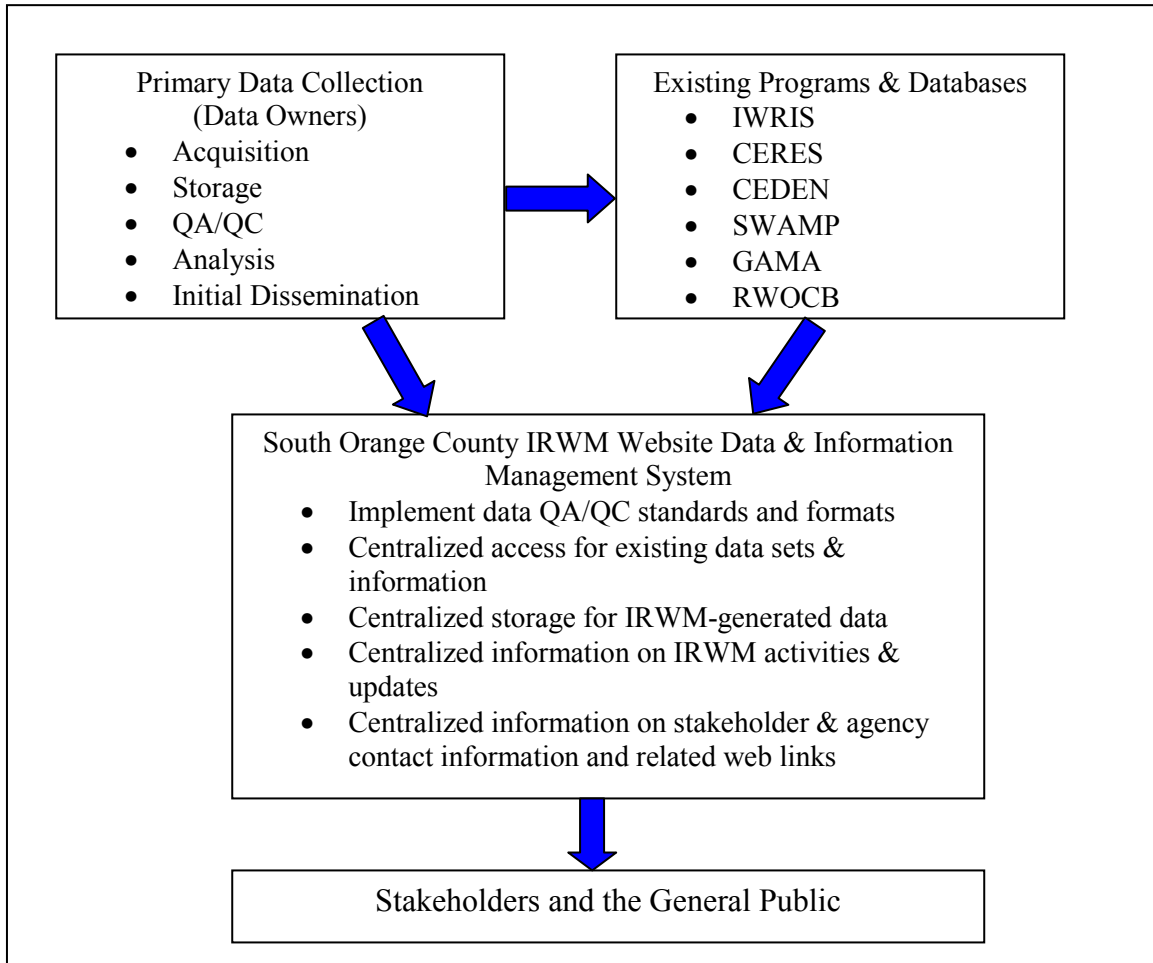 Primary Data Collection
(Data Owners)
• Acquisition
• Storage
• QA/QC
• Analysis
• Initial Dissemination
Existing Programs & Databases
• IWRIS
• CERES
• CEDEN
• SWAMP
• GAMA
• RWOCB
South Orange County IRWM Website Data & Information
Management System
• Implement data QA/QC standards and formats
• Centralized access for existing data sets &
information
• Centralized storage for IRWM-generated data
• Centralized information on IRWM activities &
updates
• Centralized information on stakeholder & agency
contact information and related web links
Stakeholders and the General Public